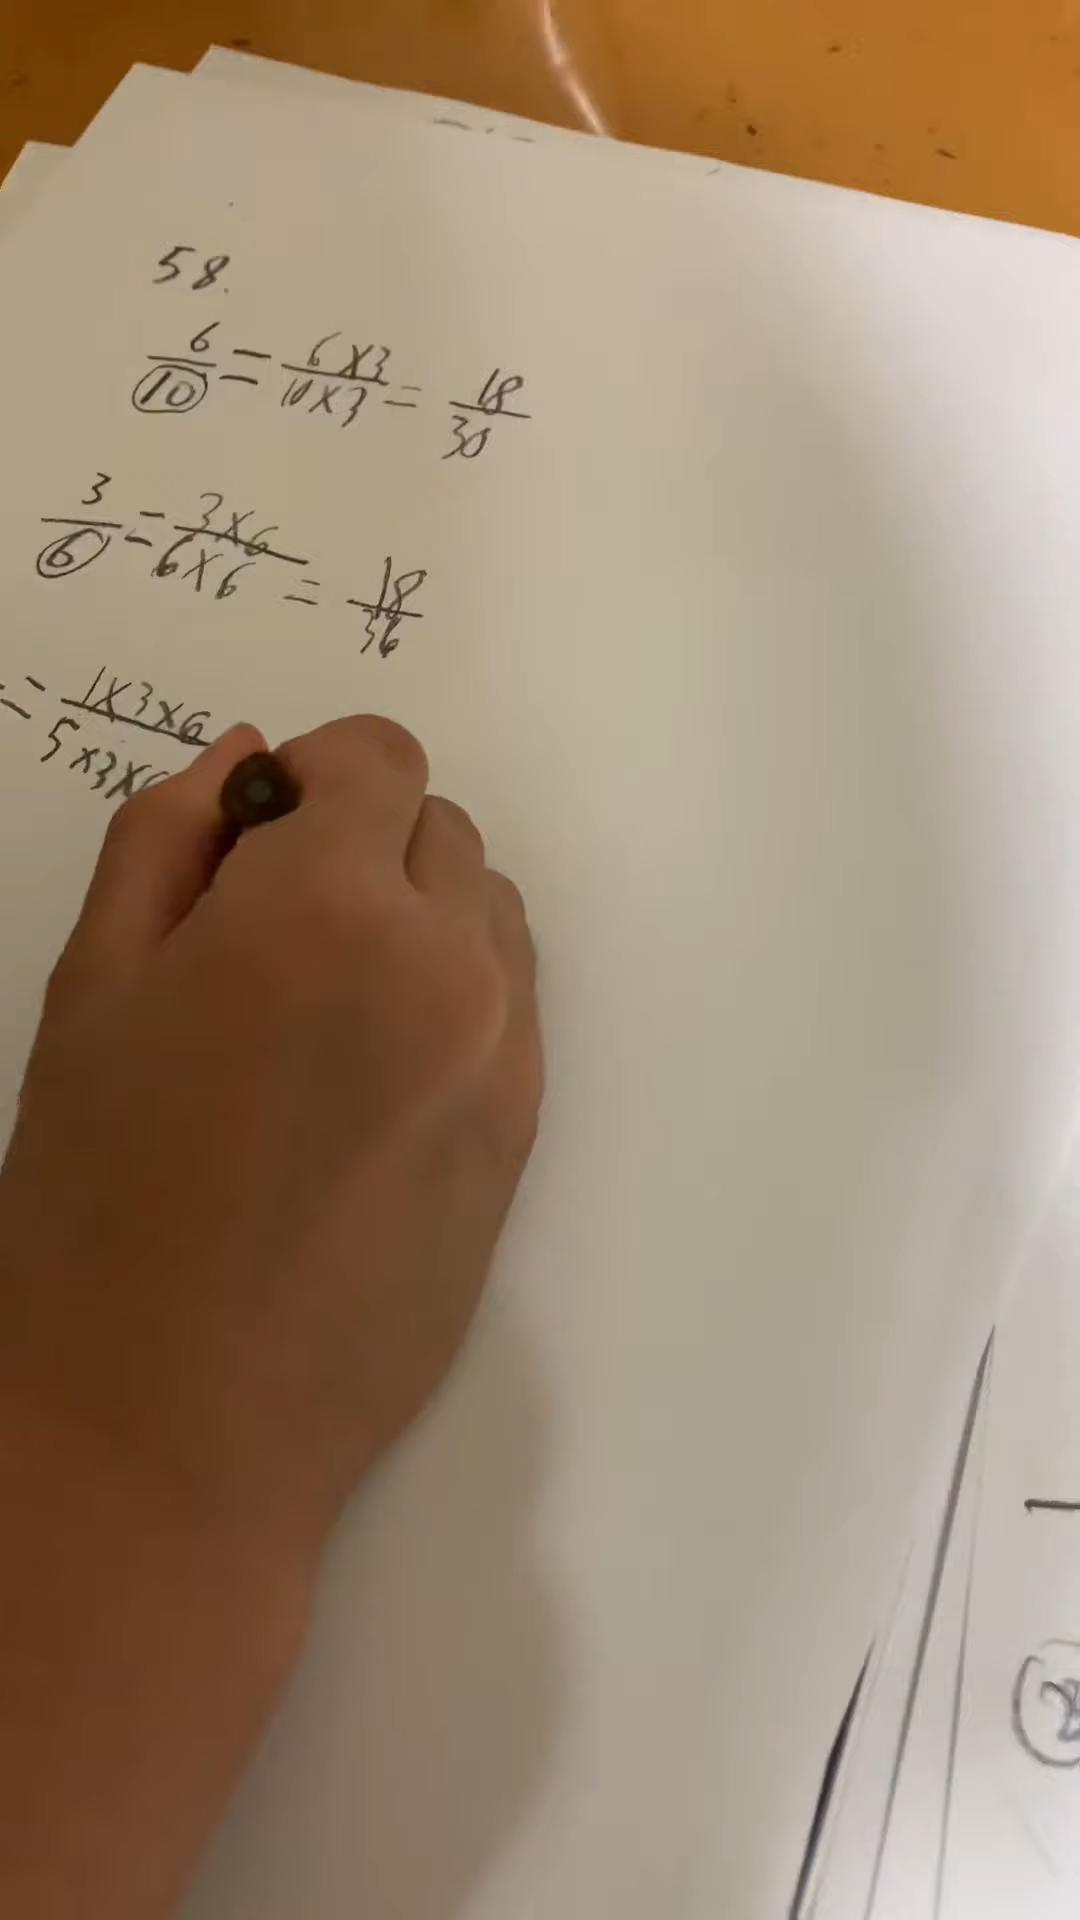 58.
6/10 = 6×3/10×3 = 18/30
3/6 = 3×6/6×6 = 18/36
= 1×3×6/5×3×